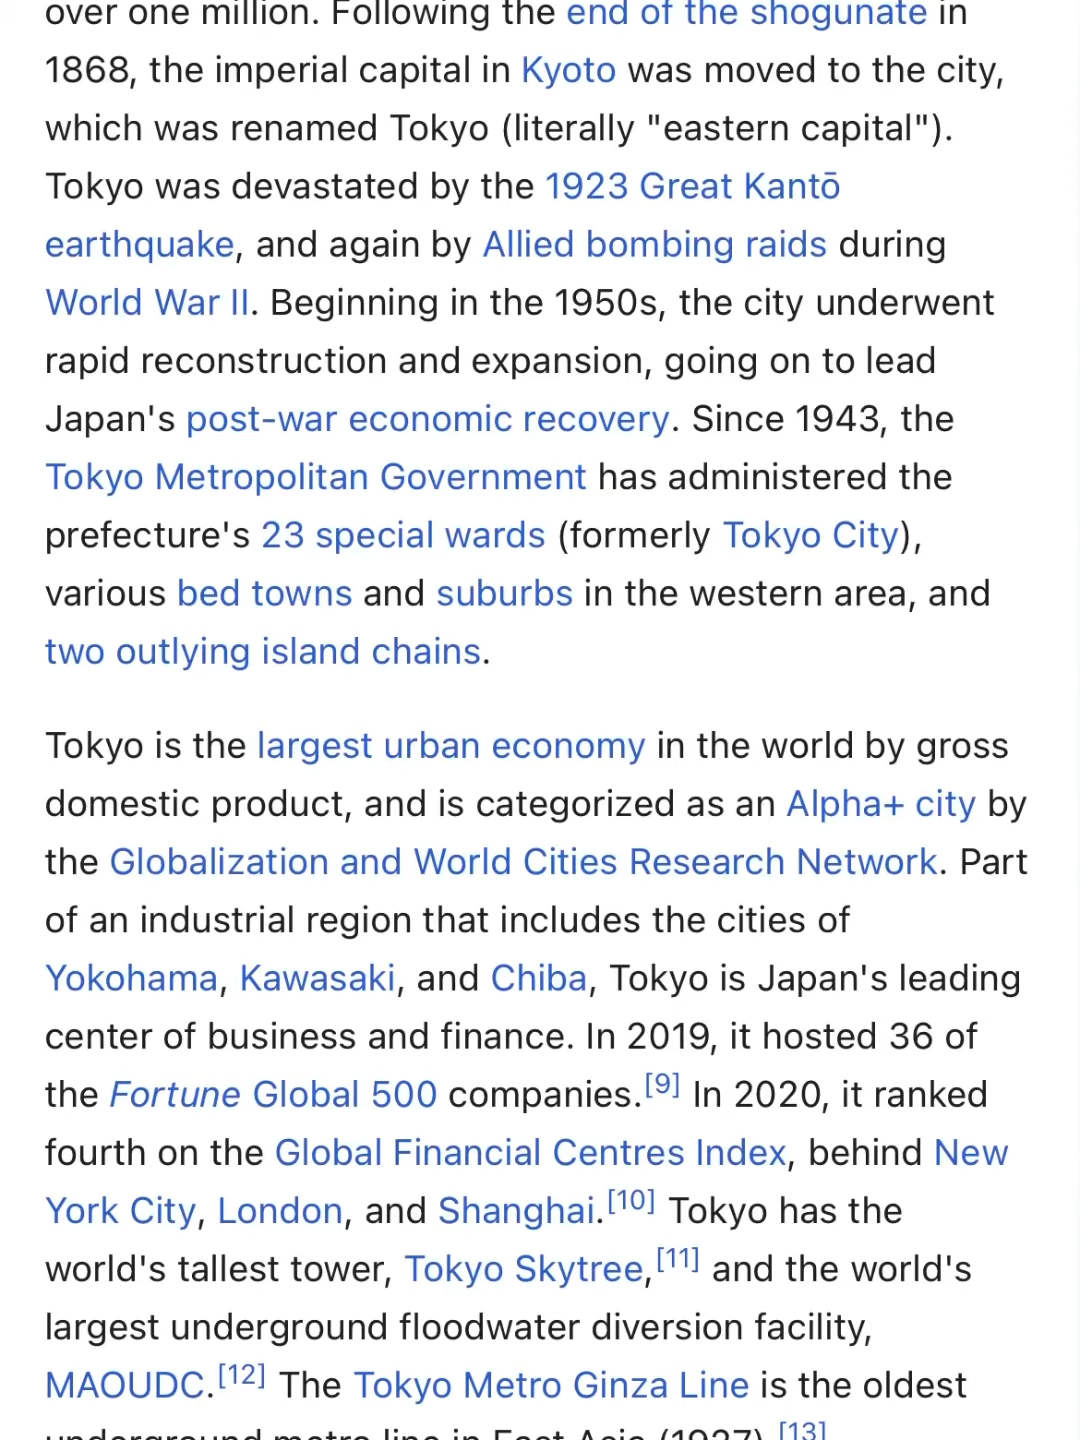 over one million. Following the end of the shogunate in
1868, the imperial capital in Kyoto was moved to the city,
which was renamed Tokyo (literally "eastern capital").
Tokyo was devastated by the 1923 Great Kantō
earthquake, and again by Allied bombing raids during
World War II. Beginning in the 1950s, the city underwent
rapid reconstruction and expansion, going on to lead
Japan's post-war economic recovery. Since 1943, the
Tokyo Metropolitan Government has administered the
prefecture's 23 special wards (formerly Tokyo City),
various bed towns and suburbs in the western area, and
two outlying island chains.
Tokyo is the largest urban economy in the world by gross
domestic product, and is categorized as an Alpha+ city by
the Globalization and World Cities Research Network. Part
of an industrial region that includes the cities of
Yokohama, Kawasaki, and Chiba, Tokyo is Japan's leading
center of business and finance. In 2019, it hosted 36 of
the Fortune Global 500 companies.[9] In 2020, it ranked
fourth on the Global Financial Centres Index, behind New
York City, London, and Shanghai.[10] Tokyo has the
world's tallest tower, Tokyo Skytree,[11] and the world's
largest underground floodwater diversion facility,
MAOUDC.[12] The Tokyo Metro Ginza Line is the oldest
underground metro line in East Asia (1927).[13]